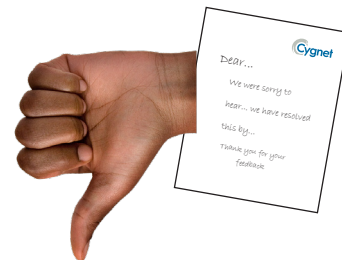 Cygnet
Dear...
We were sorry to
hear... we have resolved
this by...
Thank you for your
feedback